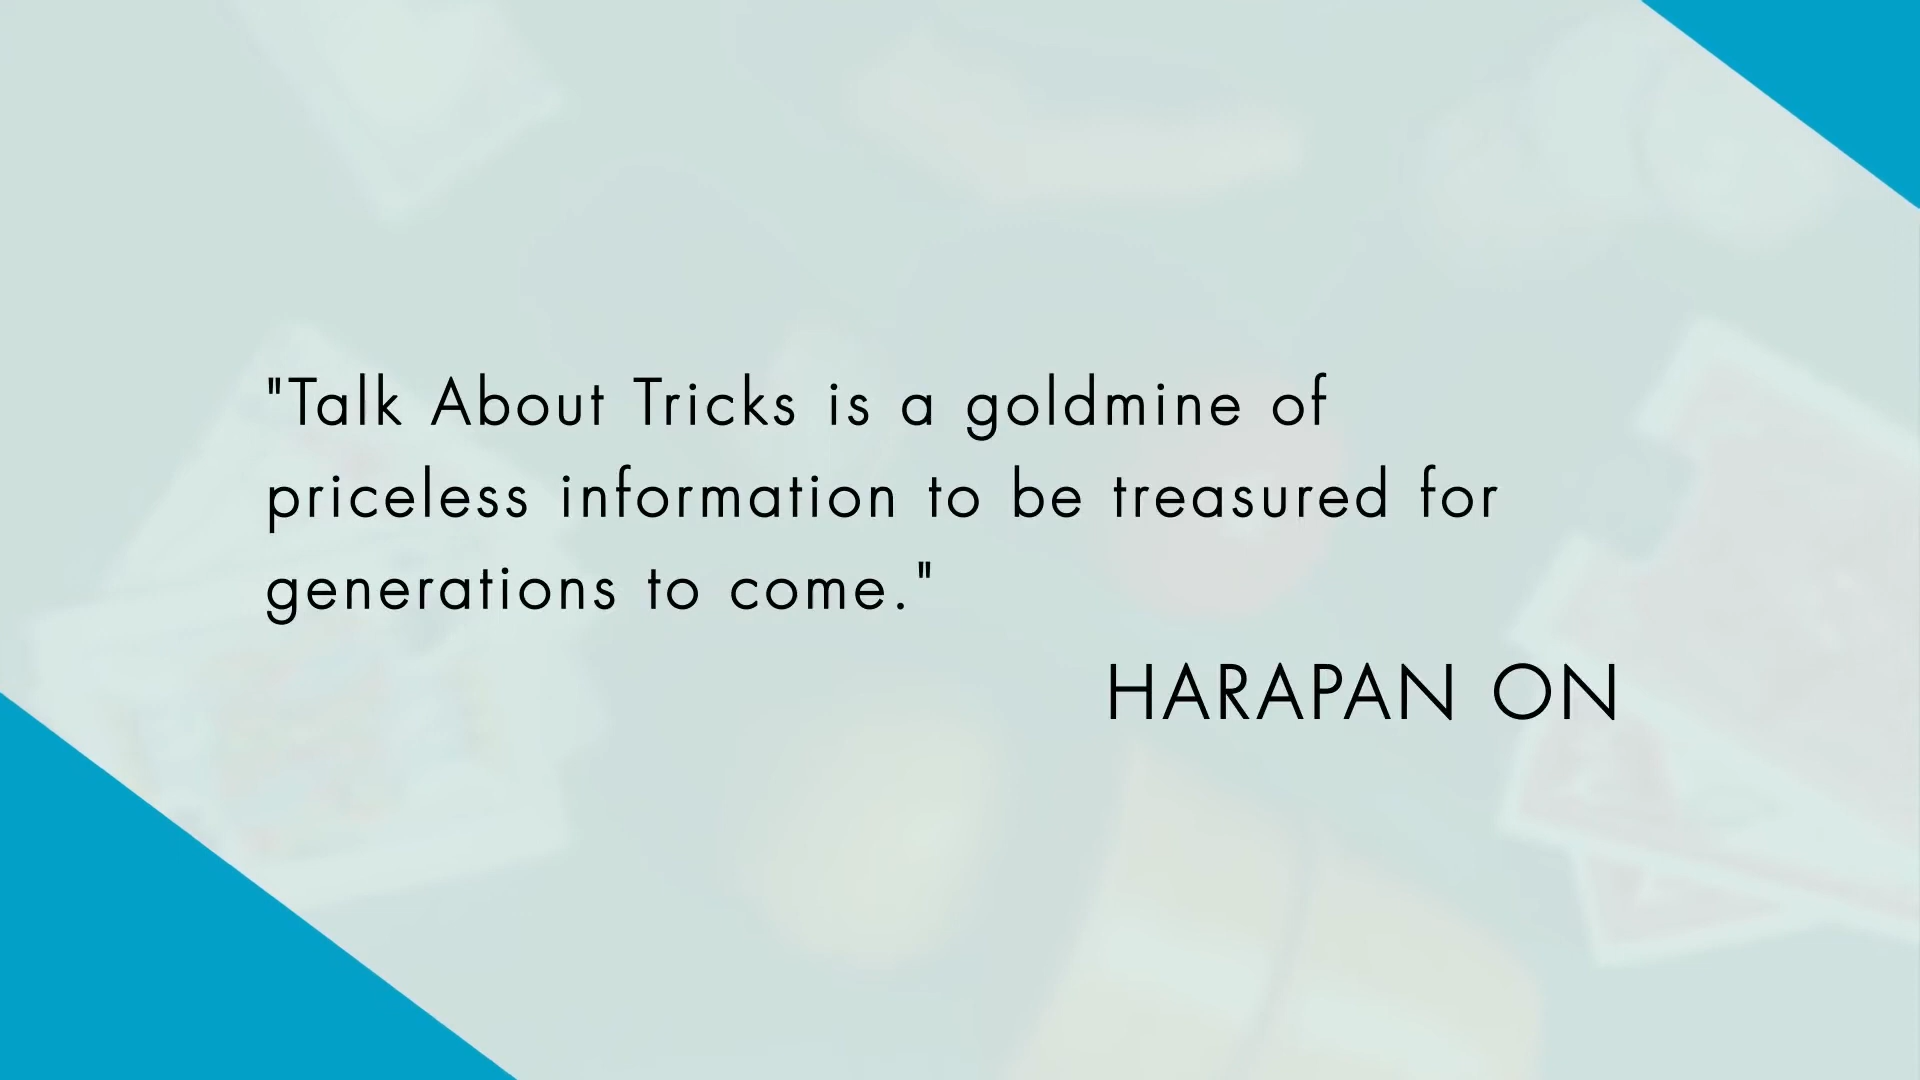 "Talk About Tricks is a goldmine of
priceless information to be treasured for
generations to come."
HARAPAN ON